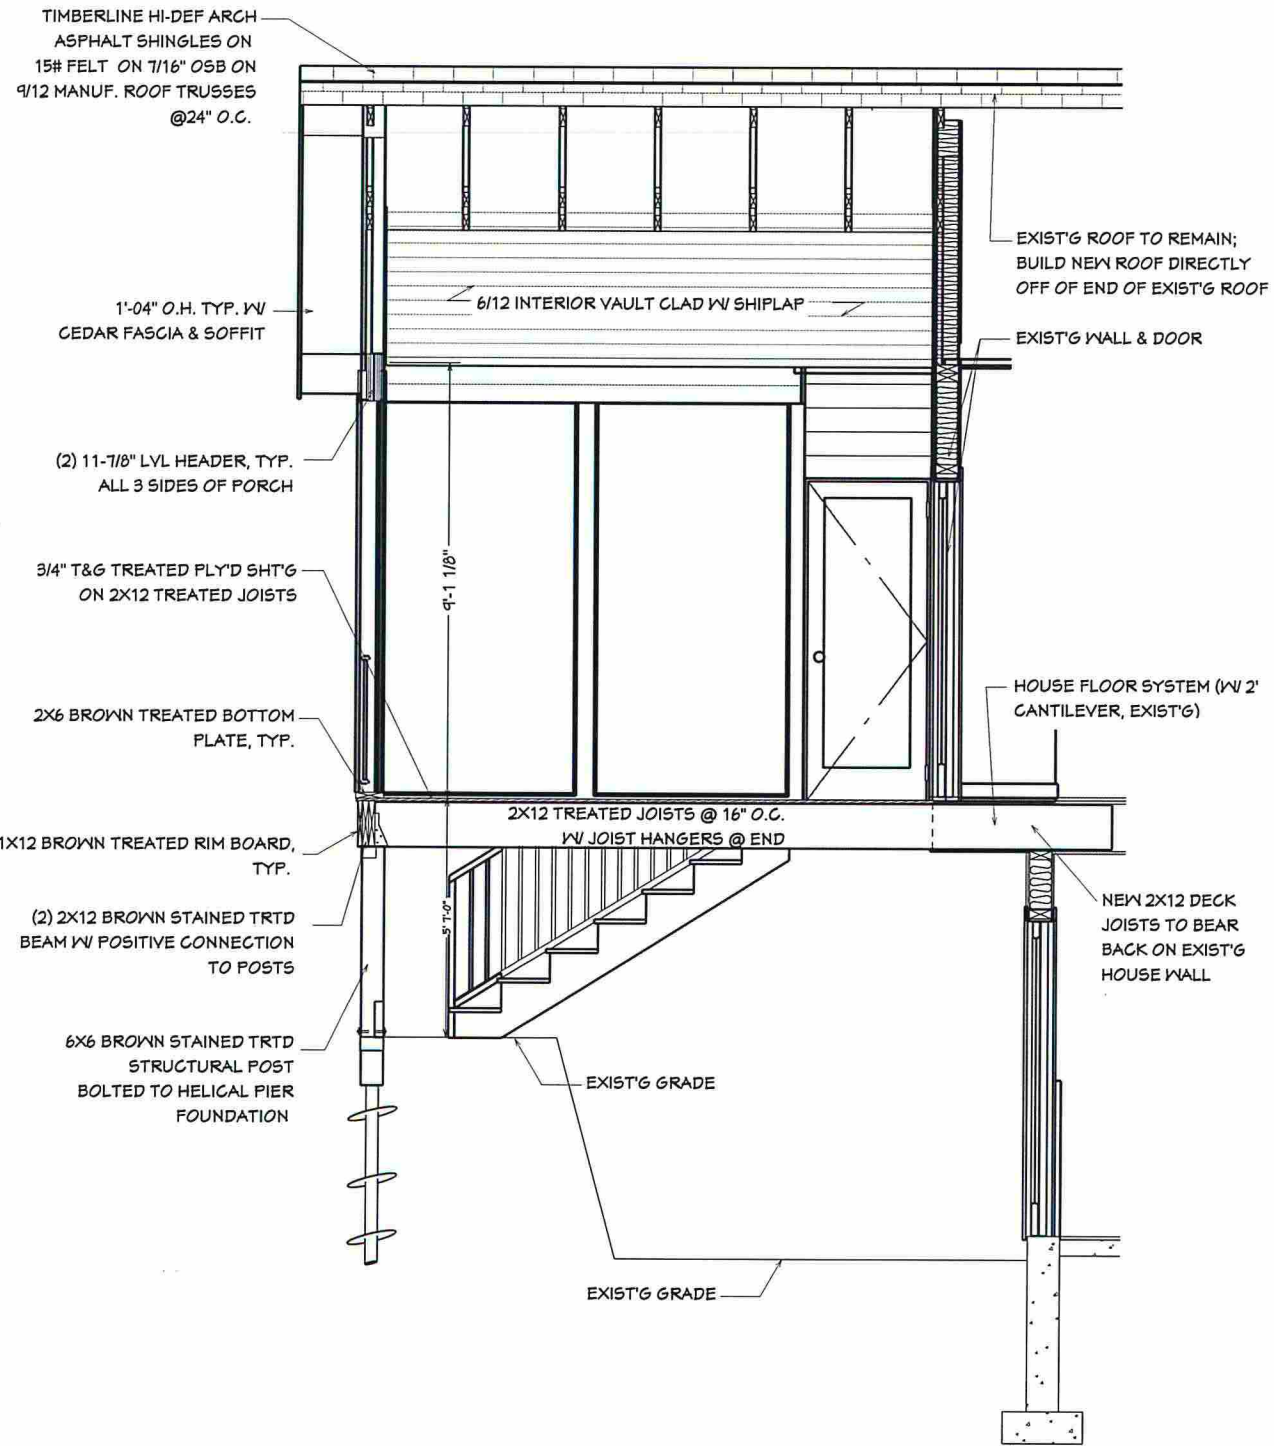 TIMBERLINE HI-DEF ARCH
ASPHALT SHINGLES ON
15# FELT ON 7/16" OSB ON
9/12 MANUF. ROOF TRUSSES
@24" O.C.
EXIST'G ROOF TO REMAIN;
BUILD NEW ROOF DIRECTLY
OFF OF END OF EXIST'G ROOF
6/12 INTERIOR VAULT CLAD W/ SHIPLAP
1'-04" O.H. TYP. W/
CEDAR FASCIA & SOFFIT
EXIST'G WALL & DOOR
(2) 11-7/8" LVL HEADER, TYP.
ALL 3 SIDES OF PORCH
9'-1 1/8"
3/4" T&G TREATED PLY'D SHT'G
ON 2X12 TREATED JOISTS
HOUSE FLOOR SYSTEM (W/ 2'
CANTILEVER, EXIST'G)
2X6 BROWN TREATED BOTTOM
PLATE, TYP.
2X12 TREATED JOISTS @ 16" O.C.
W/ JOIST HANGERS @ END
1X12 BROWN TREATED RIM BOARD,
TYP.
NEW 2X12 DECK
JOISTS TO BEAR
BACK ON EXIST'G
HOUSE WALL
(2) 2X12 BROWN STAINED TRTD
BEAM W/ POSITIVE CONNECTION
TO POSTS
6X6 BROWN STAINED TRTD
STRUCTURAL POST
BOLTED TO HELICAL PIER
FOUNDATION
EXIST'G GRADE
EXIST'G GRADE